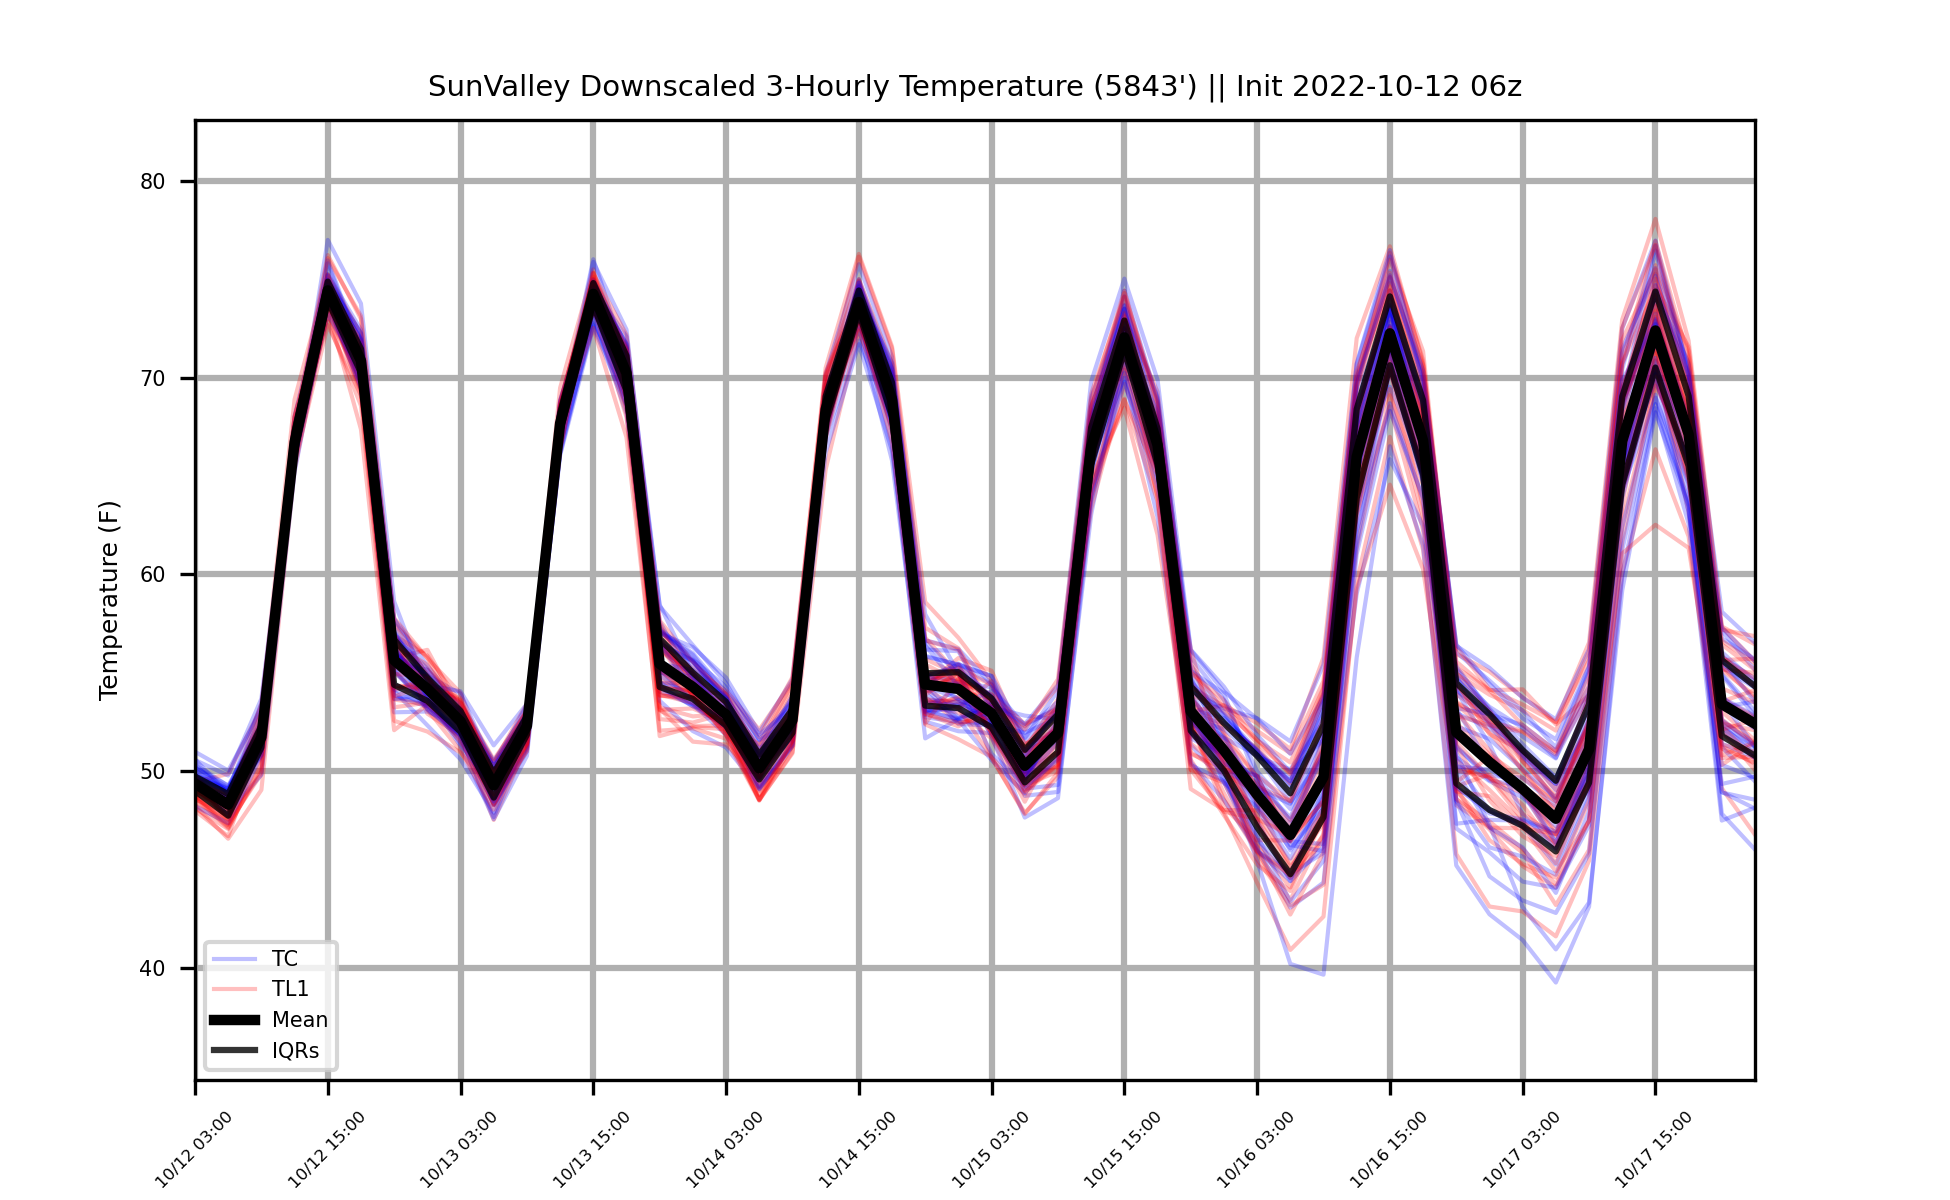 SunValley Downscaled 3-Hourly Temperature (5843') || Init 2022-10-12 06z
Temperature (F)
80
70
60
50
40
TC
TL1
Mean
IQRs
10/12 03:00
10/12 15:00
10/13 03:00
10/13 15:00
10/14 03:00
10/14 15:00
10/15 03:00
10/15 15:00
10/16 03:00
10/16 15:00
10/17 03:00
10/17 15:00